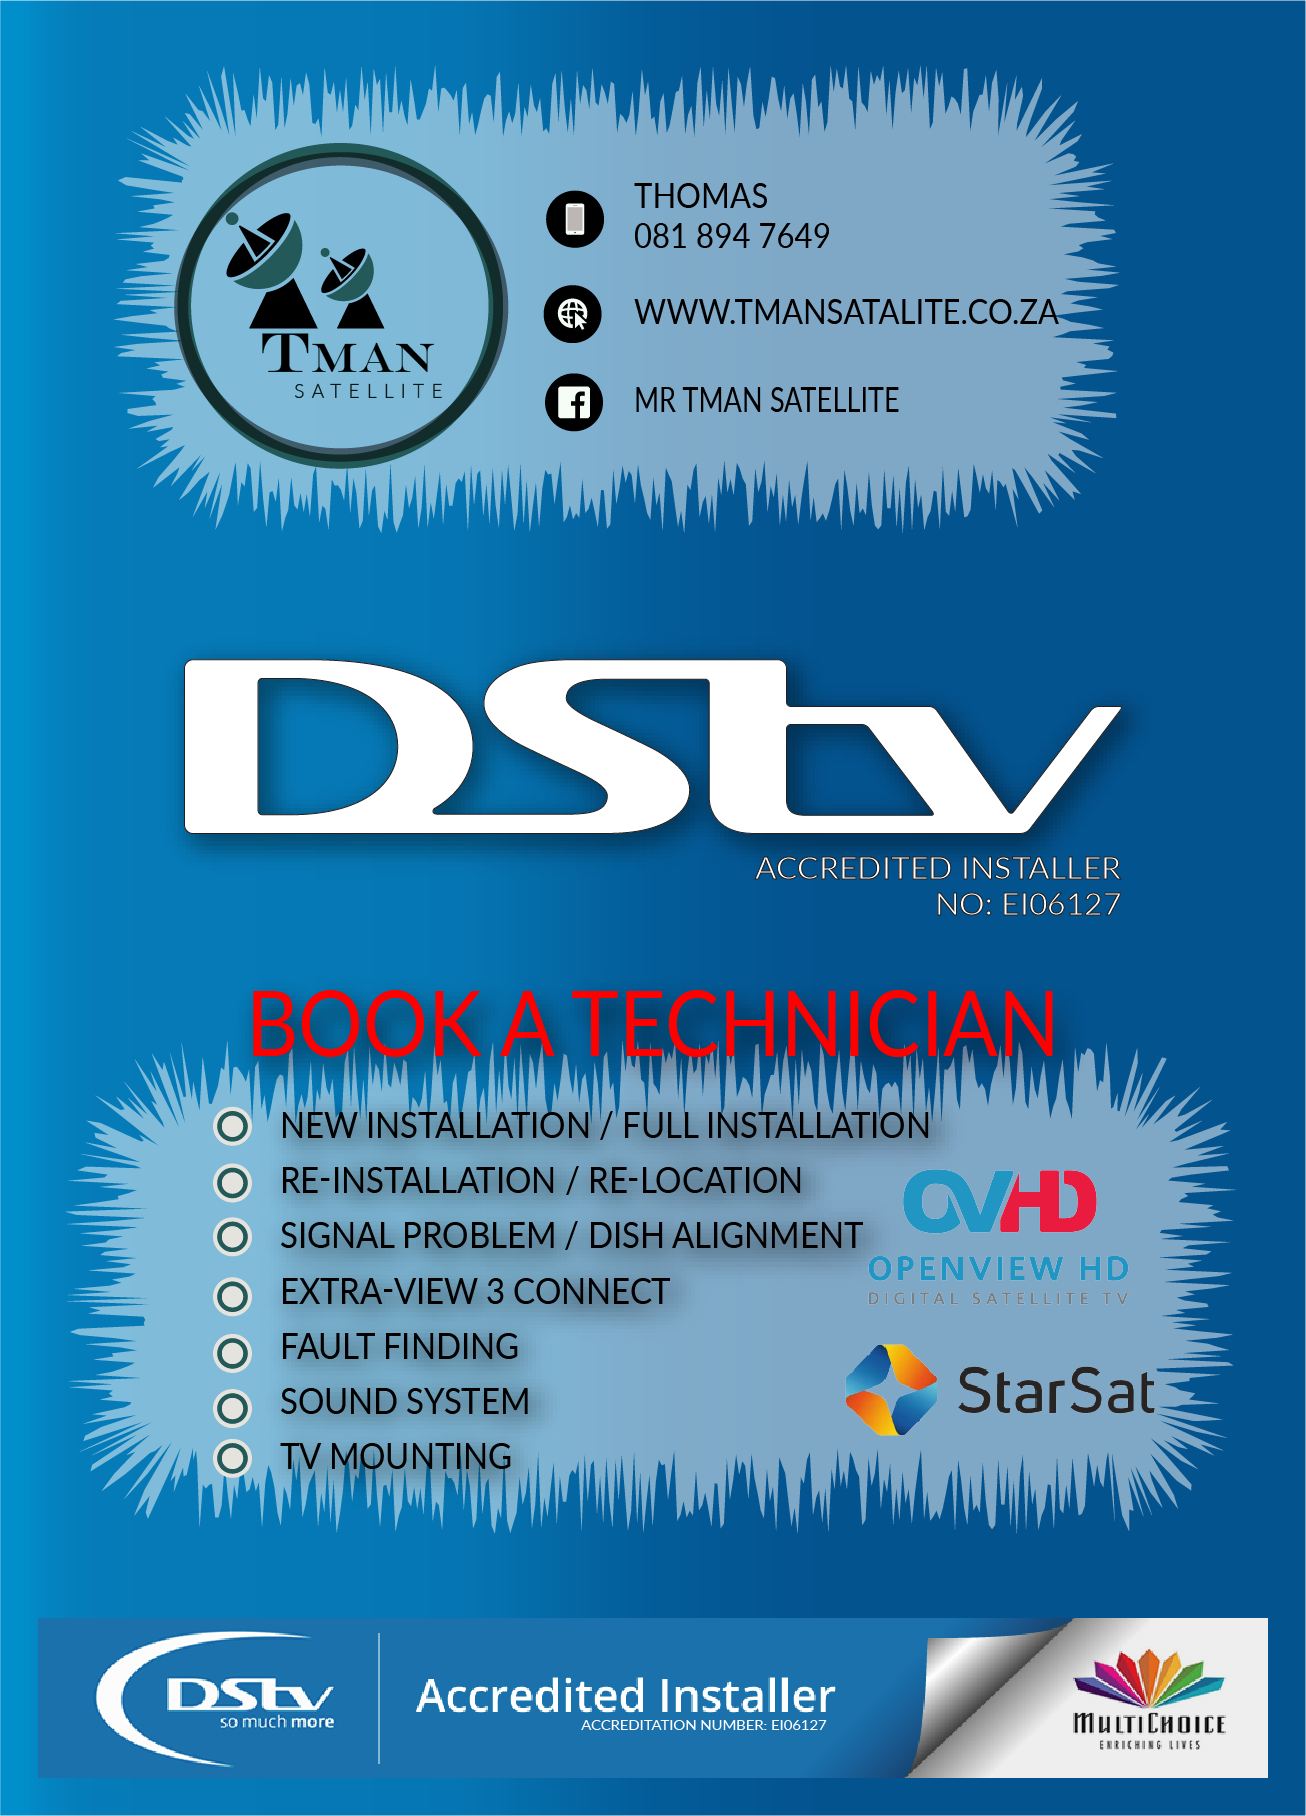 THOMAS
081 894 7649
WWW.TMANSATALITE.CO.ZA
MR TMAN SATELLITE
TMAN
SATELLITE
DStv
ACCREDITED INSTALLER
NO: EI06127
BOOK A TECHNICIAN
NEW INSTALLATION / FULL INSTALLATION
RE-INSTALLATION / RE-LOCATION
SIGNAL PROBLEM / DISH ALIGNMENT
EXTRA-VIEW 3 CONNECT
FAULT FINDING
SOUND SYSTEM
TV MOUNTING
OVHD
OPENVIEW HD
DIGITAL SATELLITE TV
StarSat
DStv
so much more
Accredited Installer
ACCREDITATION NUMBER: EI06127
MULTICHOICE
ENRICHING LIVES